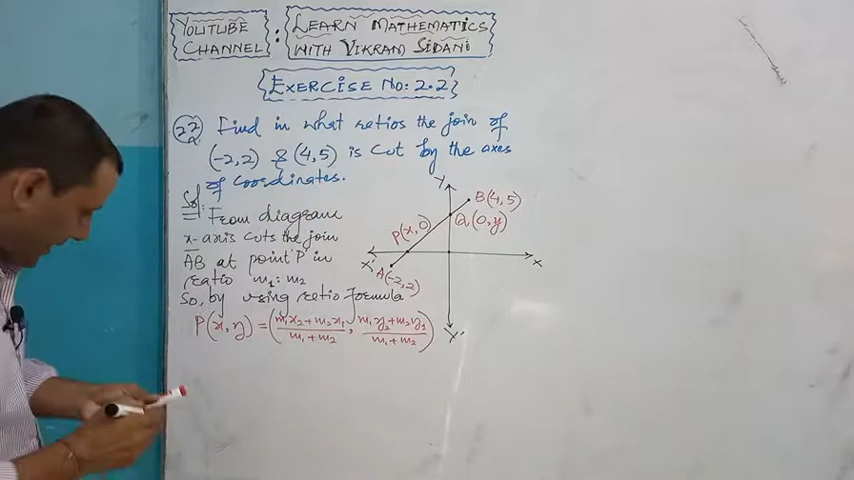 YOUTUBE CHANNEL : LEARN MATHEMATICS WITH VIKRAM SIDANI
EXERCISE No: 2.2
Q22 Find in what ratios the join of
(-2,2) & (4,5) is cut by the axes
of coordinates.
Sol: From diagrame
x-axis cuts the join
AB at point 'P' in
ratio m₁:m₂
So, by using ratio formula
P(x,y) = (m₁x₂+m₂x₁/m₁+m₂, m₁y₂+m₂y₁/m₁+m₂)
Y
B(4,5)
Q(0,y)
P(x,0)
X'
X
A(-2,2)
Y'